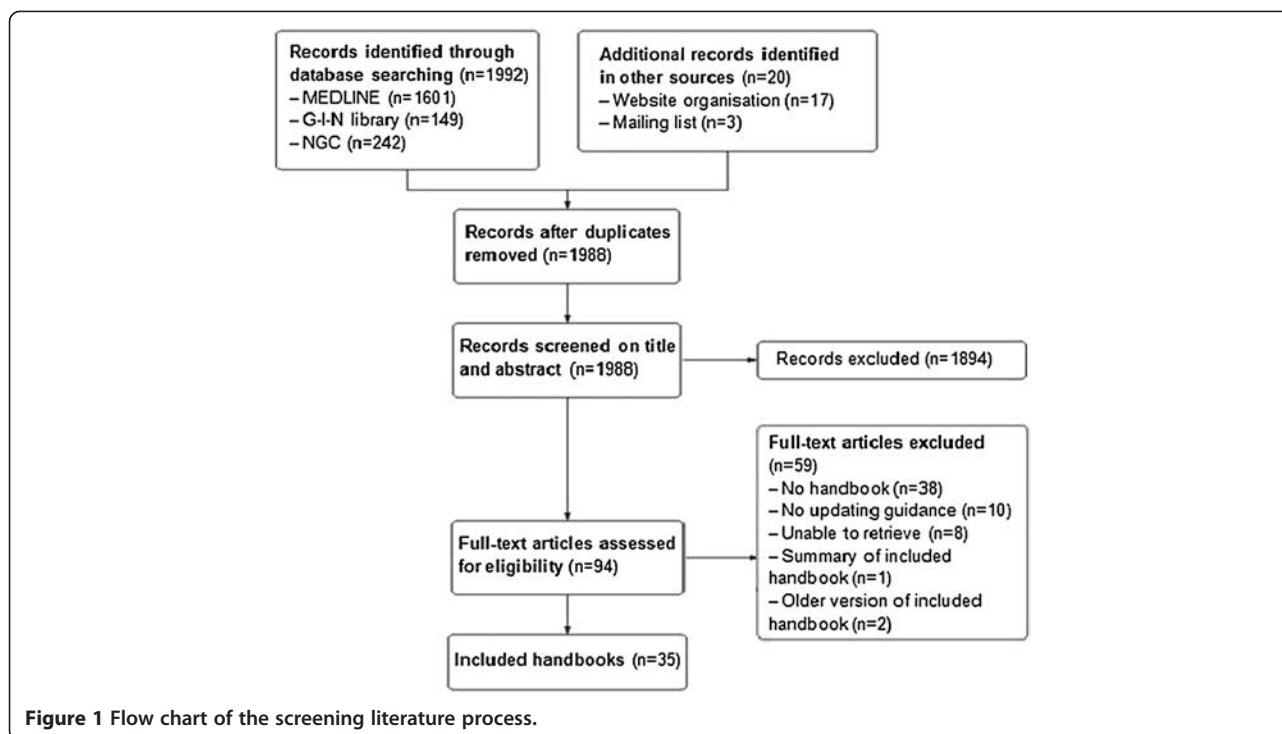 Records identified through
database searching (n=1992)
– MEDLINE (n=1601)
– G-I-N library (n=149)
– NGC (n=242)
Additional records identified
in other sources (n=20)
– Website organisation (n=17)
– Mailing list (n=3)
Records after duplicates
removed (n=1988)
Records screened on title
and abstract (n=1988)
Records excluded (n=1894)
Full-text articles assessed
for eligibility (n=94)
Full-text articles excluded
(n=59)
– No handbook (n=38)
– No updating guidance (n=10)
– Unable to retrieve (n=8)
– Summary of included
handbook (n=1)
– Older version of included
handbook (n=2)
Included handbooks (n=35)
Figure 1 Flow chart of the screening literature process.